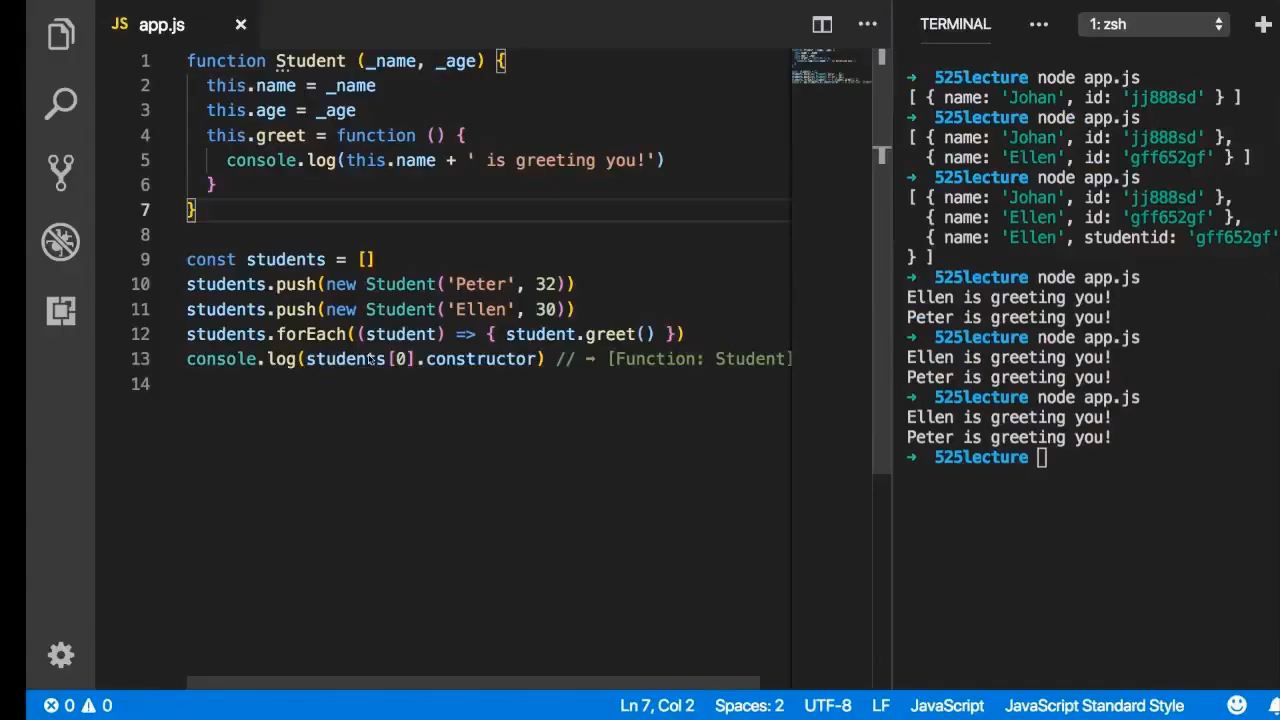 JS app.js ×
1 function Student (_name, _age) {
2 this.name = _name
3 this.age = _age
4 this.greet = function () {
5 console.log(this.name + ' is greeting you!')
6 }
7 }
8
9 const students = []
10 students.push(new Student('Peter', 32))
11 students.push(new Student('Ellen', 30))
12 students.forEach((student) => { student.greet() })
13 console.log(students[0].constructor) // → [Function: Student]
14
TERMINAL ••• 1: zsh
➜ 525lecture node app.js
[ { name: 'Johan', id: 'jj888sd' } ]
➜ 525lecture node app.js
[ { name: 'Johan', id: 'jj888sd' },
{ name: 'Ellen', id: 'gff652gf' } ]
➜ 525lecture node app.js
[ { name: 'Johan', id: 'jj888sd' },
{ name: 'Ellen', id: 'gff652gf' },
{ name: 'Ellen', studentid: 'gff652gf'
} ]
➜ 525lecture node app.js
Ellen is greeting you!
Peter is greeting you!
➜ 525lecture node app.js
Ellen is greeting you!
Peter is greeting you!
➜ 525lecture node app.js
Ellen is greeting you!
Peter is greeting you!
➜ 525lecture
0 0 Ln 7, Col 2 Spaces: 2 UTF-8 LF JavaScript JavaScript Standard Style